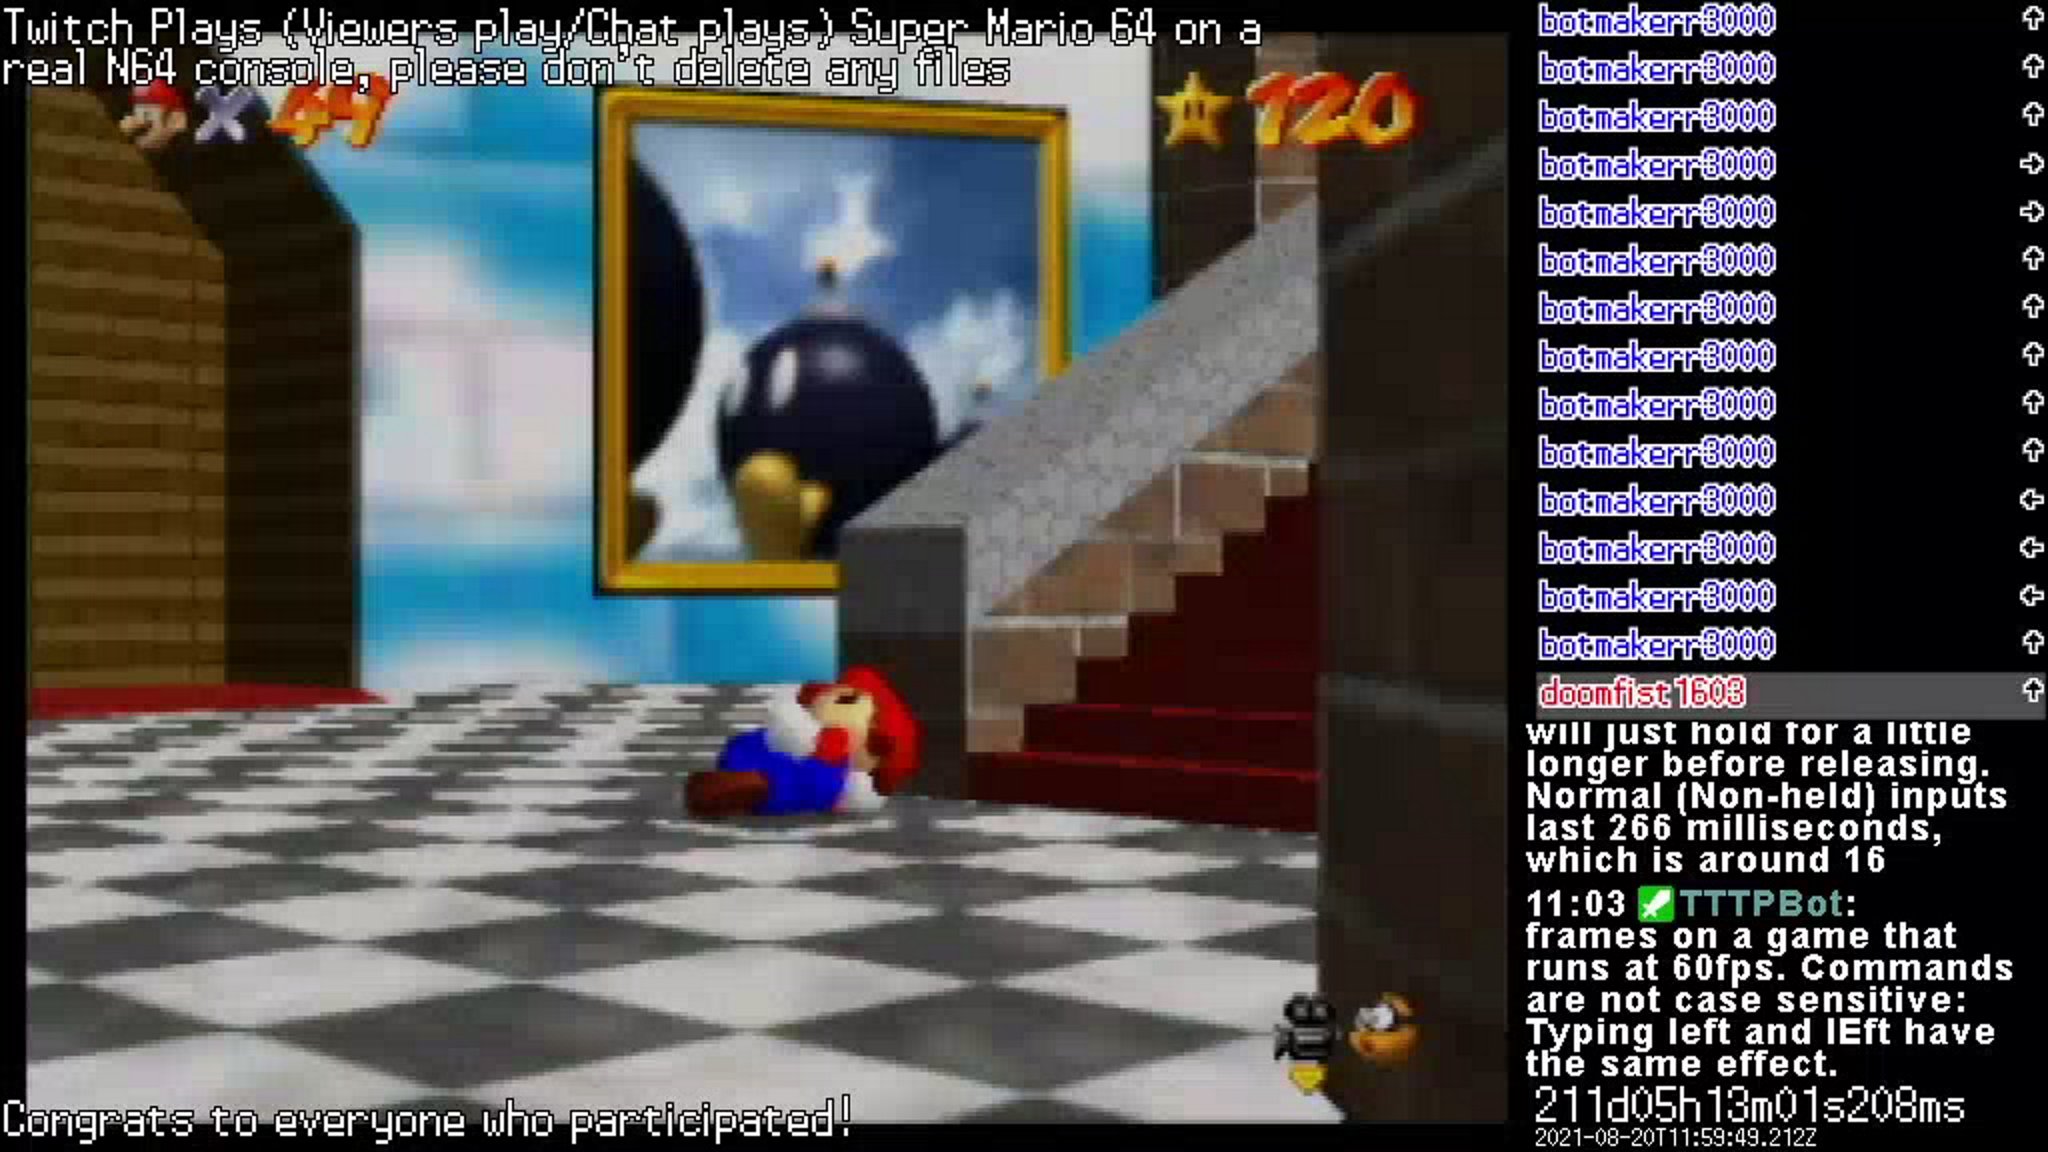 Twitch Plays (Viewers play/Chat plays) Super Mario 64 on a
real N64 console, please don't delete any files
49
120
Congrats to everyone who participated!
botmakerr3000
botmakerr3000
botmakerr3000
botmakerr3000
botmakerr3000
botmakerr3000
botmakerr3000
botmakerr3000
botmakerr3000
botmakerr3000
botmakerr3000
botmakerr3000
botmakerr3000
botmakerr3000
doomfist1603
will just hold for a little
longer before releasing.
Normal (Non-held) inputs
last 266 milliseconds,
which is around 16
11:03 TTTPBot:
frames on a game that
runs at 60fps. Commands
are not case sensitive:
Typing left and lEft have
the same effect.
211d05h13m01s208ms
2021-08-20T11:59:49.212Z